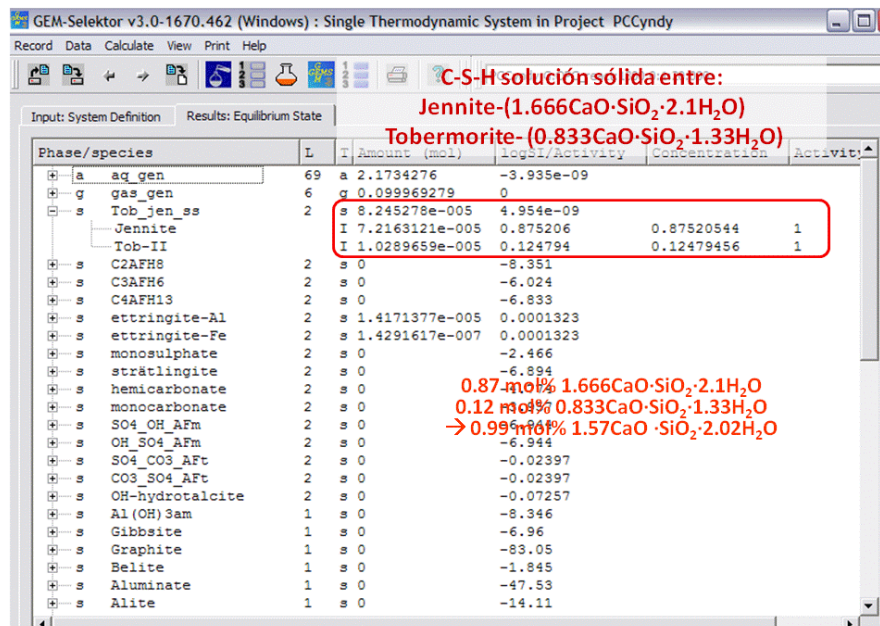 GEM-Selektor v3.0-1670.462 (Windows) : Single Thermodynamic System in Project PCCyndy
Record Data Calculate View Print Help
C-S-H solución sólida entre:
Jennite-(1.666CaO·SiO₂·2.1H₂O)
Tobermorite- (0.833CaO·SiO₂·1.33H₂O)
Input: System Definition Results: Equilibrium State
Phase/species L T Amount (mol) logSI/Activity Concentration Activity
a aq_gen 69 a 2.1734276 -3.935e-09
g gas_gen 6 g 0.099969279 0
s Tob_jen_ss 2 s 8.245278e-005 4.954e-09
Jennite I 7.2163121e-005 0.875206 0.87520544 1
Tob-II I 1.0289659e-005 0.124794 0.12479456 1
s C2AFH8 2 s 0 -8.351
s C3AFH6 2 s 0 -6.024
s C4AFH13 2 s 0 -6.833
s ettringite-Al 2 s 1.4171377e-005 0.0001323
s ettringite-Fe 2 s 1.4291617e-007 0.0001323
s monosulphate 2 s 0 -2.466
s strätlingite 2 s 0 -6.894
s hemicarbonate 2 s 0
0.87 mol% 1.666CaO·SiO₂·2.1H₂O
s monocarbonate 2 s 0
0.12 mol% 0.833CaO·SiO₂·1.33H₂O
s SO4_OH_AFm 2 s 0 -6.944
→ 0.99 mol% 1.57CaO ·SiO₂·2.02H₂O
s OH_SO4_AFm 2 s 0 -6.944
s SO4_CO3_AFt 2 s 0 -0.02397
s CO3_SO4_AFt 2 s 0 -0.02397
s OH-hydrotalcite 2 s 0 -0.07257
s Al(OH)3am 1 s 0 -8.346
s Gibbsite 1 s 0 -6.96
s Graphite 1 s 0 -83.05
s Belite 1 s 0 -1.845
s Aluminate 1 s 0 -47.53
s Alite 1 s 0 -14.11